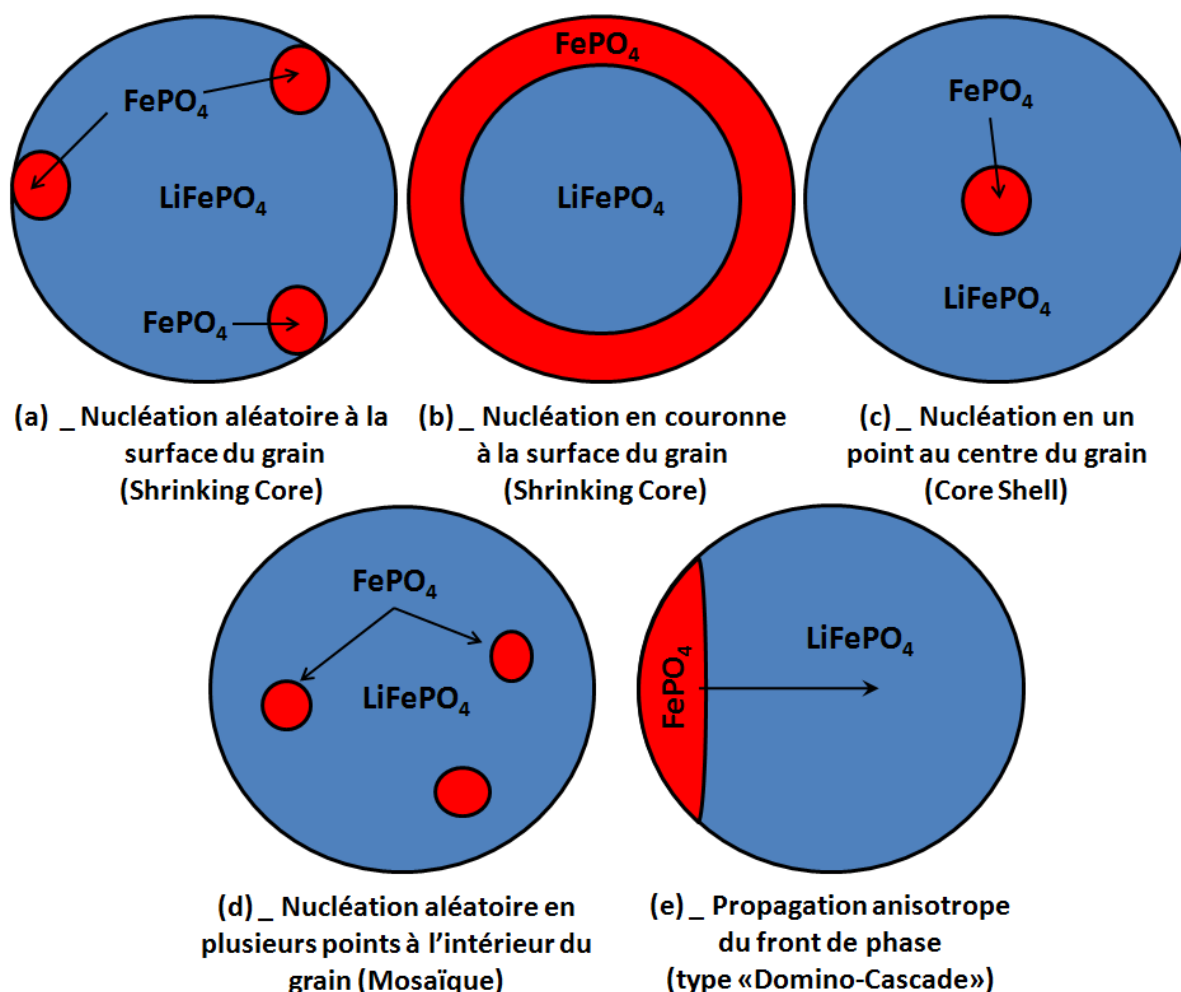 FePO4
LiFePO4
FePO4
(a) _ Nucléation aléatoire à la
surface du grain
(Shrinking Core)
FePO4
LiFePO4
(b) _ Nucléation en couronne
à la surface du grain
(Shrinking Core)
FePO4
LiFePO4
(c) _ Nucléation en un
point au centre du grain
(Core Shell)
FePO4
LiFePO4
(d) _ Nucléation aléatoire en
plusieurs points à l'intérieur du
grain (Mosaïque)
FePO4
LiFePO4
(e) _ Propagation anisotrope
du front de phase
(type «Domino-Cascade»)